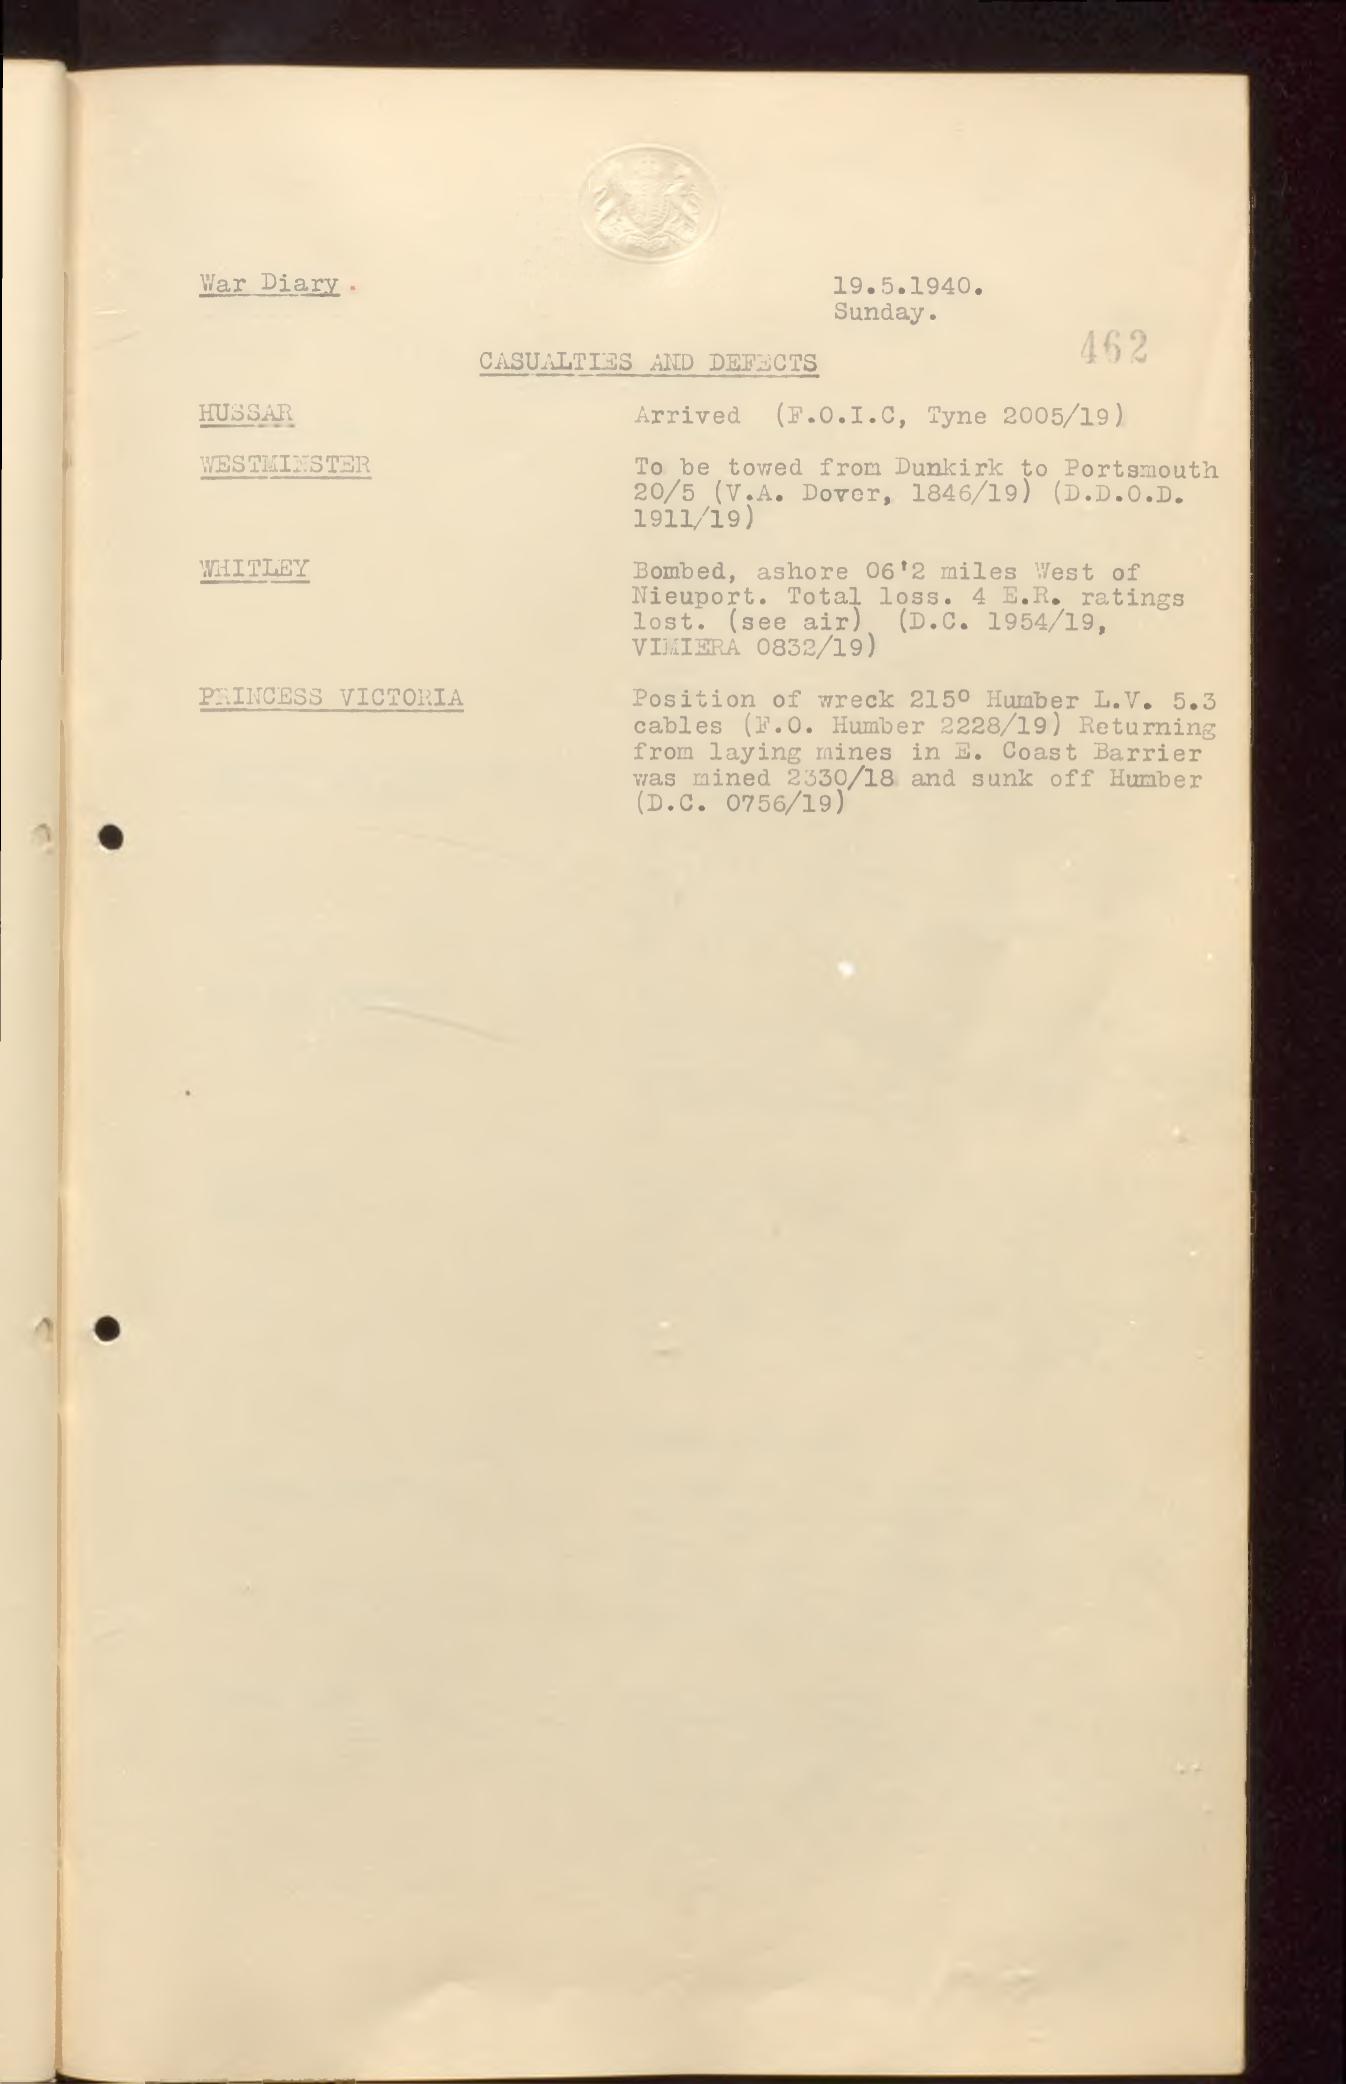 War Diary.
19.5.1940.
Sunday.
462
CASUALTIES AND DEFECTS
HUSSAR
Arrived (F.O.I.C, Tyne 2005/19)
WESTMINSTER
To be towed from Dunkirk to Portsmouth
20/5 (V.A. Dover, 1846/19) (D.D.O.D.
1911/19)
WHITLEY
Bombed, ashore 06'2 miles West of
Nieuport. Total loss. 4 E.R. ratings
lost. (see air) (D.C. 1954/19,
VIMIERA 0832/19)
PRINCESS VICTORIA
Position of wreck 215° Humber L.V. 5.3
cables (F.O. Humber 2228/19) Returning
from laying mines in E. Coast Barrier
was mined 2330/18 and sunk off Humber
(D.C. 0756/19)